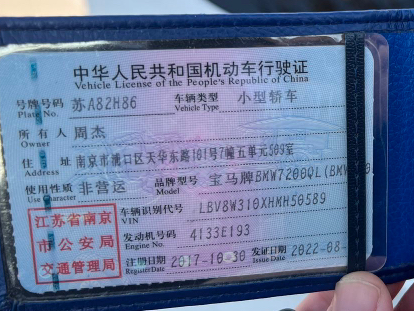 中华人民共和国机动车行驶证
Vehicle License of the People's Republic of China
号牌号码 苏A82H86 车辆类型 小型轿车
Plate No. Vehicle Type
所有人 周杰
Owner
住址 南京市浦口区天华东路101号7幢五单元503室
Address
使用性质 非营运 品牌型号 宝马牌BMW7200QL(BMW
Use Character Model
江苏省南京
市公安局
交通管理局
车辆识别代号 LBV8W310XHMH50589
VIN
发动机号码 4133E193
Engine No.
注册日期 2017-10-30 发证日期 2022-08-
Register Date Issue Date